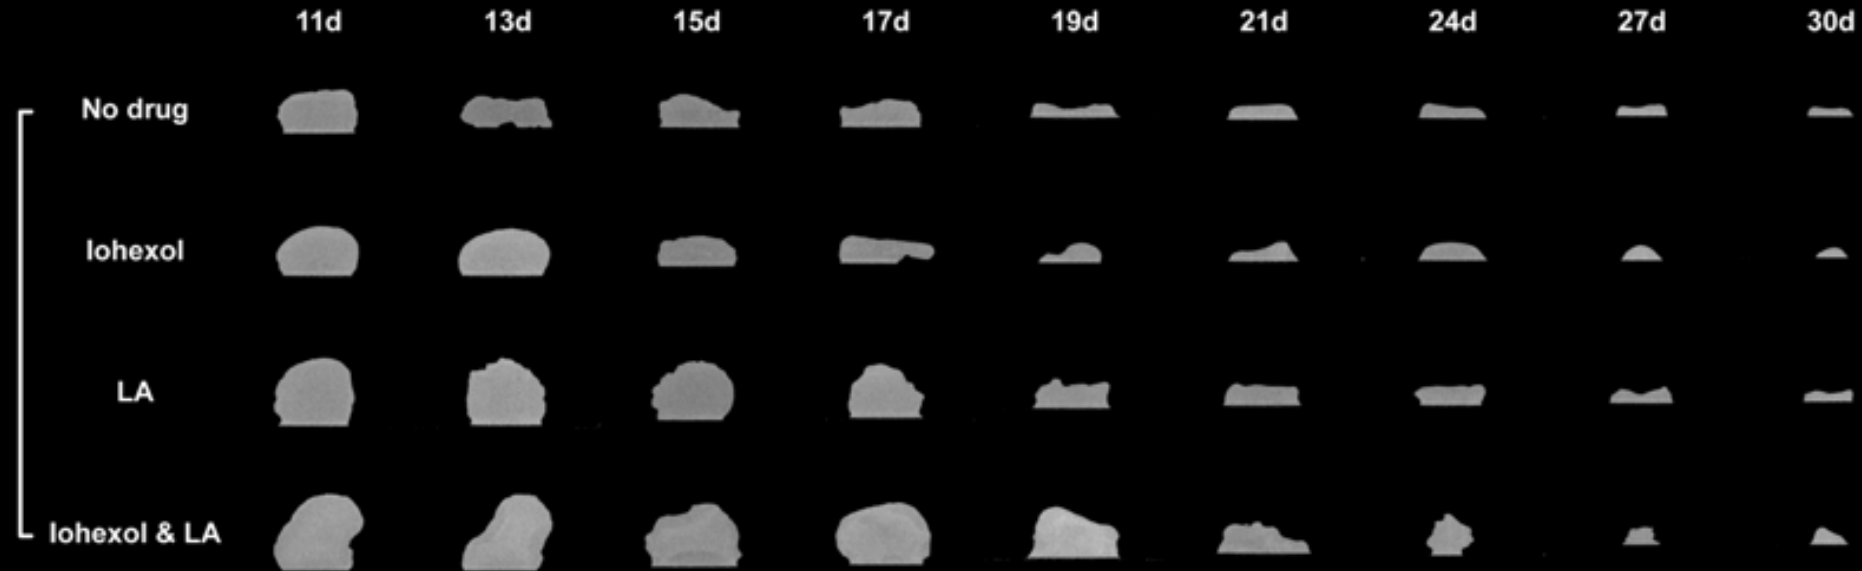 11d 13d 15d 17d 19d 21d 24d 27d 30d
No drug
Iohexol
LA
Iohexol & LA